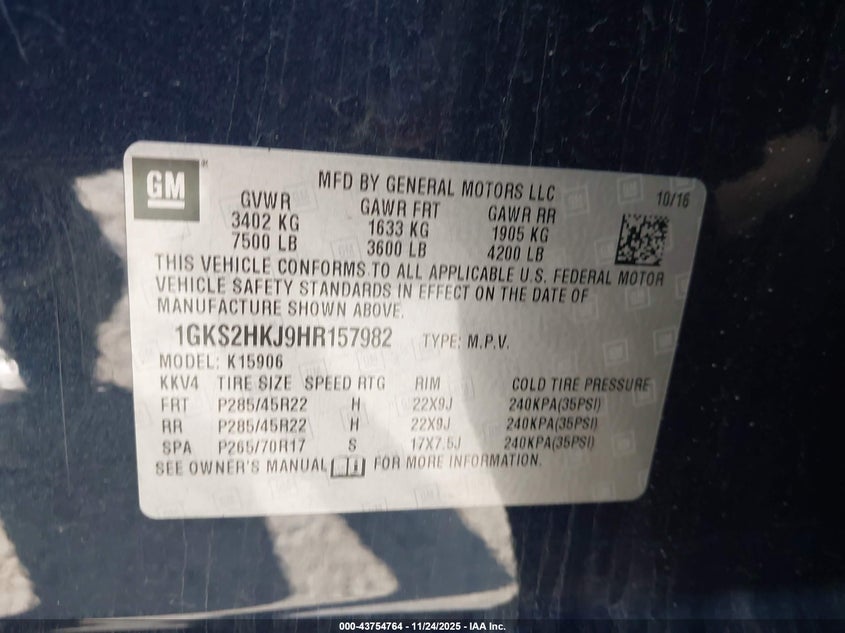 GM
MFD BY GENERAL MOTORS LLC 10/16
GVWR GAWR FRT GAWR RR
3402 KG 1633 KG 1905 KG
7500 LB 3600 LB 4200 LB
THIS VEHICLE CONFORMS TO ALL APPLICABLE U.S. FEDERAL MOTOR
VEHICLE SAFETY STANDARDS IN EFFECT ON THE DATE OF
MANUFACTURE SHOWN ABOVE.
1GKS2HKJ9HR157982 TYPE: M.P.V.
MODEL: K15906
KKV4 TIRE SIZE SPEED RTG RIM COLD TIRE PRESSURE
FRT P285/45R22 H 22X9J 240KPA(35PSI)
RR P285/45R22 H 22X9J 240KPA(35PSI)
SPA P265/70R17 S 17X7.5J 240KPA(35PSI)
SEE OWNER'S MANUAL FOR MORE INFORMATION.
000-43754764 - 11/24/2025 - IAA Inc.